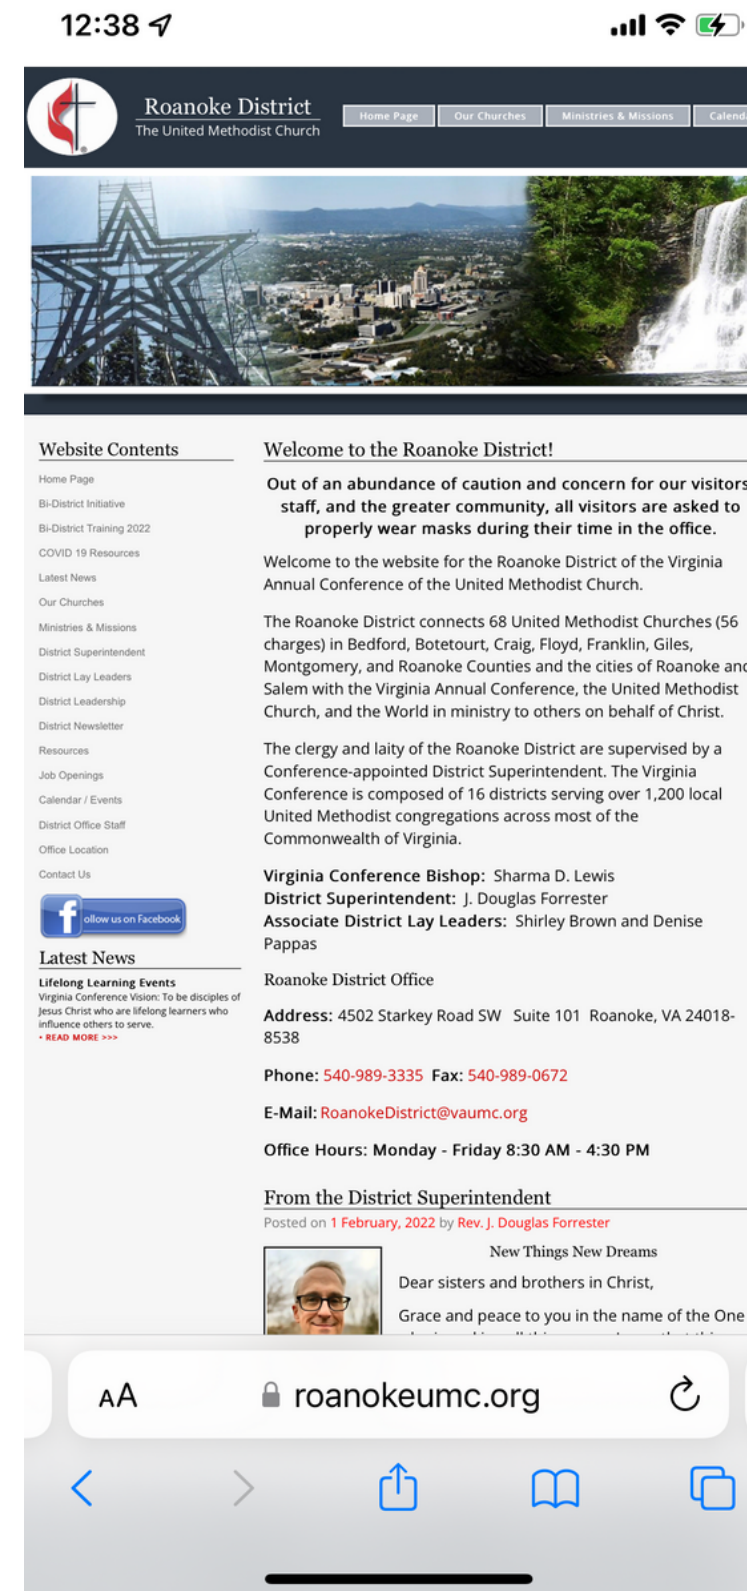 12:38
Roanoke District
The United Methodist Church
Home Page
Our Churches
Ministries & Missions
Website Contents
Home Page
Bi-District Initiative
Bi-District Training 2022
COVID 19 Resources
Latest News
Our Churches
Ministries & Missions
District Superintendent
District Lay Leaders
District Leadership
District Newsletter
Resources
Job Openings
Calendar / Events
District Office Staff
Office Location
Contact Us
f ollow us on Facebook
Latest News
Lifelong Learning Events
Virginia Conference Vision: To be disciples of
Jesus Christ who are lifelong learners who
influence others to serve.
• READ MORE >>>
Welcome to the Roanoke District!
Out of an abundance of caution and concern for our visitors
staff, and the greater community, all visitors are asked to
properly wear masks during their time in the office.
Welcome to the website for the Roanoke District of the Virginia
Annual Conference of the United Methodist Church.
The Roanoke District connects 68 United Methodist Churches (56
charges) in Bedford, Botetourt, Craig, Floyd, Franklin, Giles,
Montgomery, and Roanoke Counties and the cities of Roanoke and
Salem with the Virginia Annual Conference, the United Methodist
Church, and the World in ministry to others on behalf of Christ.
The clergy and laity of the Roanoke District are supervised by a
Conference-appointed District Superintendent. The Virginia
Conference is composed of 16 districts serving over 1,200 local
United Methodist congregations across most of the
Commonwealth of Virginia.
Virginia Conference Bishop: Sharma D. Lewis
District Superintendent: J. Douglas Forrester
Associate District Lay Leaders: Shirley Brown and Denise
Pappas
Roanoke District Office
Address: 4502 Starkey Road SW Suite 101 Roanoke, VA 24018-
8538
Phone: 540-989-3335 Fax: 540-989-0672
E-Mail: RoanokeDistrict@vaumc.org
Office Hours: Monday - Friday 8:30 AM - 4:30 PM
From the District Superintendent
Posted on 1 February, 2022 by Rev. J. Douglas Forrester
New Things New Dreams
Dear sisters and brothers in Christ,
Grace and peace to you in the name of the One
AA
roanokeumc.org